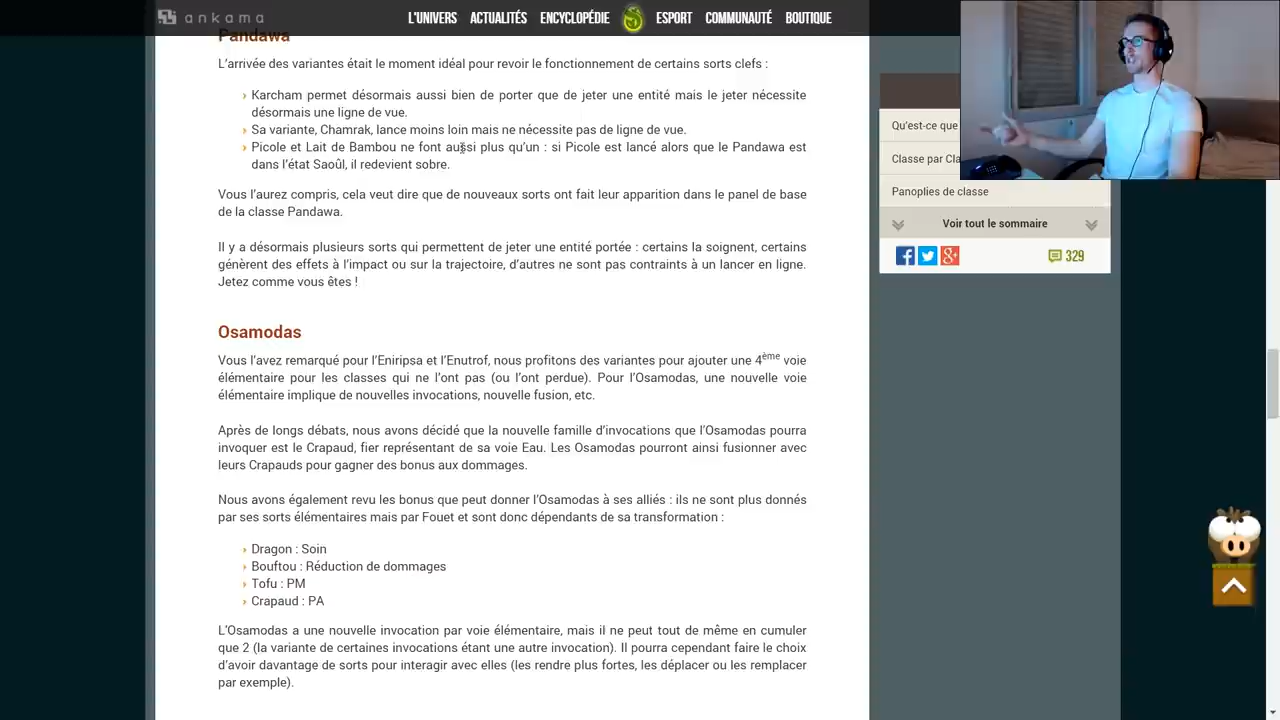 ankama
L'UNIVERS ACTUALITÉS ENCYCLOPÉDIE ESPORT COMMUNAUTÉ BOUTIQUE
Pandawa
L'arrivée des variantes était le moment idéal pour revoir le fonctionnement de certains sorts clefs :
› Karcham permet désormais aussi bien de porter que de jeter une entité mais le jeter nécessite
désormais une ligne de vue.
› Sa variante, Chamrak, lance moins loin mais ne nécessite pas de ligne de vue.
› Picole et Lait de Bambou ne font aussi plus qu'un : si Picole est lancé alors que le Pandawa est
dans l'état Saoûl, il redevient sobre.
Vous l'aurez compris, cela veut dire que de nouveaux sorts ont fait leur apparition dans le panel de base
de la classe Pandawa.
Il y a désormais plusieurs sorts qui permettent de jeter une entité portée : certains la soignent, certains
génèrent des effets à l'impact ou sur la trajectoire, d'autres ne sont pas contraints à un lancer en ligne.
Jetez comme vous êtes !
Osamodas
Vous l'avez remarqué pour l'Eniripsa et l'Enutrof, nous profitons des variantes pour ajouter une 4ème voie
élémentaire pour les classes qui ne l'ont pas (ou l'ont perdue). Pour l'Osamodas, une nouvelle voie
élémentaire implique de nouvelles invocations, nouvelle fusion, etc.
Après de longs débats, nous avons décidé que la nouvelle famille d'invocations que l'Osamodas pourra
invoquer est le Crapaud, fier représentant de sa voie Eau. Les Osamodas pourront ainsi fusionner avec
leurs Crapauds pour gagner des bonus aux dommages.
Nous avons également revu les bonus que peut donner l'Osamodas à ses alliés : ils ne sont plus donnés
par ses sorts élémentaires mais par Fouet et sont donc dépendants de sa transformation :
› Dragon : Soin
› Bouftou : Réduction de dommages
› Tofu : PM
› Crapaud : PA
L'Osamodas a une nouvelle invocation par voie élémentaire, mais il ne peut tout de même en cumuler
que 2 (la variante de certaines invocations étant une autre invocation). Il pourra cependant faire le choix
d'avoir davantage de sorts pour interagir avec elles (les rendre plus fortes, les déplacer ou les remplacer
par exemple).
Qu'est-ce que
Classe par Cla
Panoplies de classe
Voir tout le sommaire
329